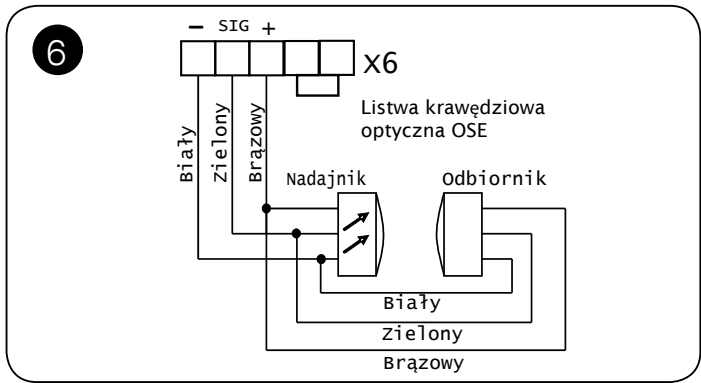 6
− SIG +
X6
Listwa krawędziowa
optyczna OSE
Biały
Zielony
Brązowy
Nadajnik
Odbiornik
Biały
Zielony
Brązowy